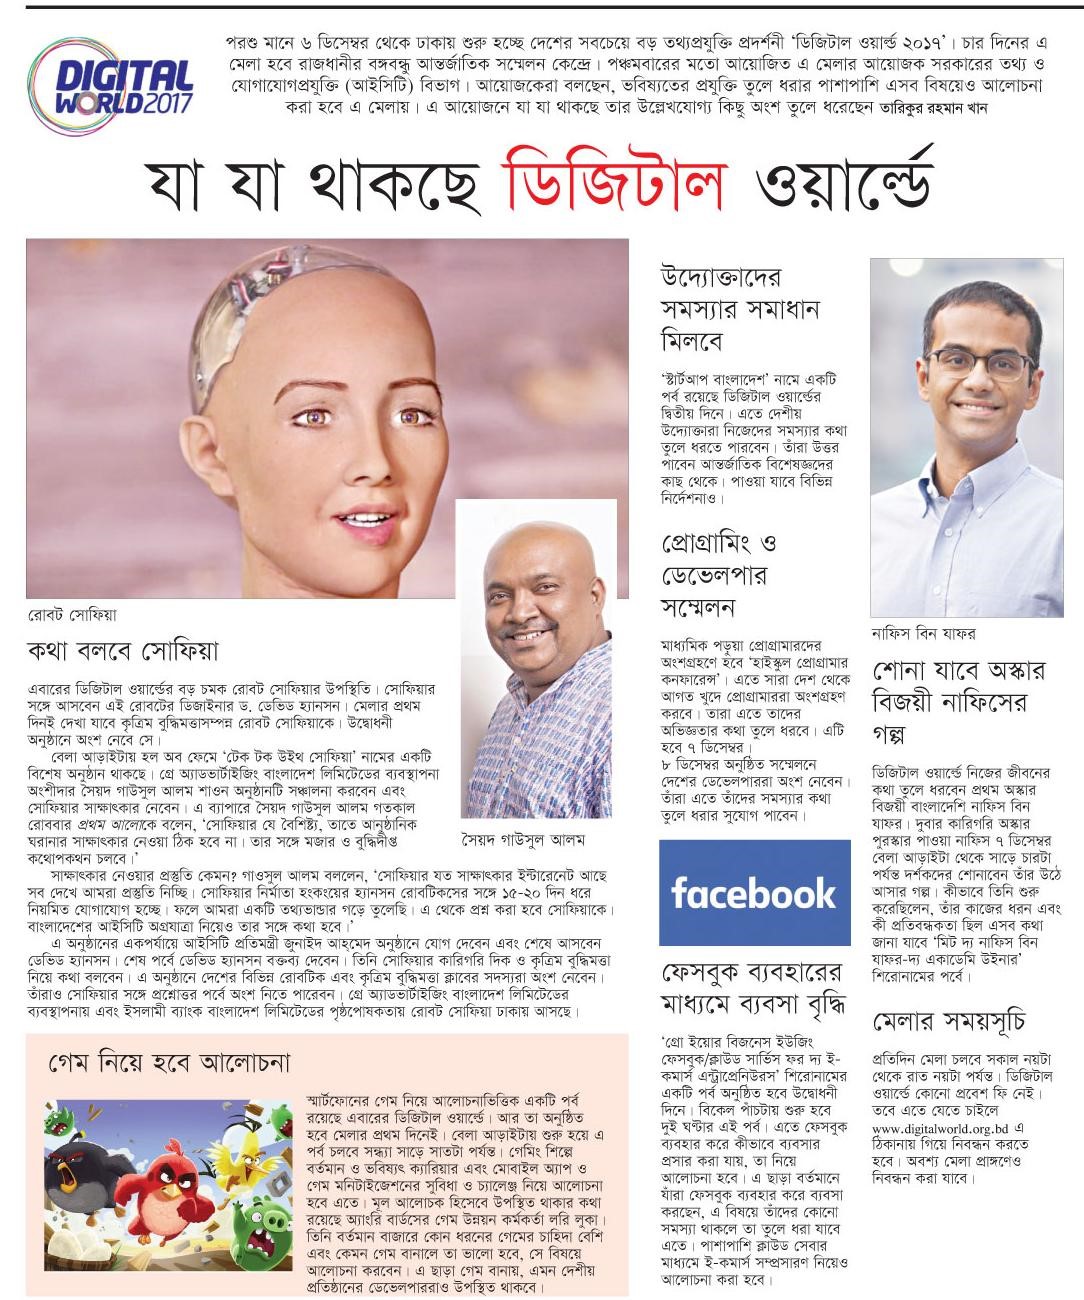 DIGITAL
WORLD2017
পরশু মানে ৬ ডিসেম্বর থেকে ঢাকায় শুরু হচ্ছে দেশের সবচেয়ে বড় তথ্যপ্রযুক্তি প্রদর্শনী ‘ডিজিটাল ওয়ার্ল্ড ২০১৭’। চার দিনের এ
মেলা হবে রাজধানীর বঙ্গবন্ধু আন্তর্জাতিক সম্মেলন কেন্দ্রে। পঞ্চমবারের মতো আয়োজিত এ মেলার আয়োজক সরকারের তথ্য ও
যোগাযোগপ্রযুক্তি (আইসিটি) বিভাগ। আয়োজকেরা বলছেন, ভবিষ্যতের প্রযুক্তি তুলে ধরার পাশাপাশি এসব বিষয়েও আলোচনা
করা হবে এ মেলায়। এ আয়োজনে যা যা থাকছে তার উল্লেখযোগ্য কিছু অংশ তুলে ধরেছেন তারিকুর রহমান খান
যা যা থাকছে ডিজিটাল ওয়ার্ল্ডে
রোবট সোফিয়া
কথা বলবে সোফিয়া
এবারের ডিজিটাল ওয়ার্ল্ডের বড় চমক রোবট সোফিয়ার উপস্থিতি। সোফিয়ার
সঙ্গে আসবেন এই রোবটের ডিজাইনার ড. ডেভিড হ্যানসন। মেলার প্রথম
দিনই দেখা যাবে কৃত্রিম বুদ্ধিমত্তাসম্পন্ন রোবট সোফিয়াকে। উদ্বোধনী
অনুষ্ঠানে অংশ নেবে সে।
বেলা আড়াইটায় হল অব ফেমে ‘টেক টক উইথ সোফিয়া’ নামের একটি
বিশেষ অনুষ্ঠান থাকছে। গ্রে অ্যাডভার্টাইজিং বাংলাদেশ লিমিটেডের ব্যবস্থাপনা
অংশীদার সৈয়দ গাউসুল আলম শাওন অনুষ্ঠানটি সঞ্চালনা করবেন এবং
সোফিয়ার সাক্ষাৎকার নেবেন। এ ব্যাপারে সৈয়দ গাউসুল আলম গতকাল
রোববার প্রথম আলোকে বলেন, ‘সোফিয়ার যে বৈশিষ্ট্য, তাতে আনুষ্ঠানিক
ঘরানার সাক্ষাৎকার নেওয়া ঠিক হবে না। তার সঙ্গে মজার ও বুদ্ধিদীপ্ত
কথোপকথন চলবে।’
সৈয়দ গাউসুল আলম
সাক্ষাৎকার নেওয়ার প্রস্তুতি কেমন? গাওসুল আলম বললেন, ‘সোফিয়ার যত সাক্ষাৎকার ইন্টারেনেট আছে
সব দেখে আমরা প্রস্তুতি নিচ্ছি। সোফিয়ার নির্মাতা হংকংয়ের হ্যানসন রোবটিকসের সঙ্গে ১৫-২০ দিন ধরে
নিয়মিত যোগাযোগ হচ্ছে। ফলে আমরা একটি তথ্যভান্ডার গড়ে তুলেছি। এ থেকে প্রশ্ন করা হবে সোফিয়াকে।
বাংলাদেশের আইসিটি অগ্রযাত্রা নিয়েও তার সঙ্গে কথা হবে।’
এ অনুষ্ঠানের একপর্যায়ে আইসিটি প্রতিমন্ত্রী জুনাইদ আহ্‌মেদ অনুষ্ঠানে যোগ দেবেন এবং শেষে আসবেন
ডেভিড হ্যানসন। শেষ পর্বে ডেভিড হ্যানসন বক্তব্য দেবেন। তিনি সোফিয়ার কারিগরি দিক ও কৃত্রিম বুদ্ধিমত্তা
নিয়ে কথা বলবেন। এ অনুষ্ঠানে দেশের বিভিন্ন রোবটিক এবং কৃত্রিম বুদ্ধিমত্তা ক্লাবের সদস্যরা অংশ নেবেন।
তাঁরাও সোফিয়ার সঙ্গে প্রশ্নোত্তর পর্বে অংশ নিতে পারেবন। গ্রে অ্যাডভার্টাইজিং বাংলাদেশ লিমিটেডের
ব্যবস্থাপনায় এবং ইসলামী ব্যাংক বাংলাদেশ লিমিটেডের পৃষ্ঠপোষকতায় রোবট সোফিয়া ঢাকায় আসছে।
গেম নিয়ে হবে আলোচনা
স্মার্টফোনের গেম নিয়ে আলোচনাভিত্তিক একটি পর্ব
রয়েছে এবারের ডিজিটাল ওয়ার্ল্ডে। আর তা অনুষ্ঠিত
হবে মেলার প্রথম দিনেই। বেলা আড়াইটায় শুরু হয়ে এ
পর্ব চলবে সন্ধ্যা সাড়ে সাতটা পর্যন্ত। গেমিং শিল্পে
বর্তমান ও ভবিষ্যৎ ক্যারিয়ার এবং মোবাইল অ্যাপ ও
গেম মনিটাইজেশনের সুবিধা ও চ্যালেঞ্জ নিয়ে আলোচনা
হবে এতে। মূল আলোচক হিসেবে উপস্থিত থাকার কথা
রয়েছে অ্যাংরি বার্ডসের গেম উন্নয়ন কর্মকর্তা লরি লুকা।
তিনি বর্তমান বাজারে কোন ধরনের গেমের চাহিদা বেশি
এবং কেমন গেম বানালে তা ভালো হবে, সে বিষয়ে
আলোচনা করবেন। এ ছাড়া গেম বানায়, এমন দেশীয়
প্রতিষ্ঠানের ডেভেলপাররাও উপস্থিত থাকবে।
উদ্যোক্তাদের
সমস্যার সমাধান
মিলবে
‘স্টার্টআপ বাংলাদেশ’ নামে একটি
পর্ব রয়েছে ডিজিটাল ওয়ার্ল্ডের
দ্বিতীয় দিনে। এতে দেশীয়
উদ্যোক্তারা নিজেদের সমস্যার কথা
তুলে ধরতে পারবেন। তাঁরা উত্তর
পাবেন আন্তর্জাতিক বিশেষজ্ঞদের
কাছ থেকে। পাওয়া যাবে বিভিন্ন
নির্দেশনাও।
প্রোগ্রামিং ও
ডেভেলপার
সম্মেলন
মাধ্যমিক পড়ুয়া প্রোগ্রামারদের
অংশগ্রহণে হবে ‘হাইস্কুল প্রোগ্রামার
কনফারেন্স’। এতে সারা দেশ থেকে
আগত খুদে প্রোগ্রামাররা অংশগ্রহণ
করবে। তারা এতে তাদের
অভিজ্ঞতার কথা তুলে ধরবে। এটি
হবে ৭ ডিসেম্বর।
৮ ডিসেম্বর অনুষ্ঠিত সম্মেলনে
দেশের ডেভেলপাররা অংশ নেবেন।
তাঁরা এতে তাঁদের সমস্যার কথা
তুলে ধরার সুযোগ পাবেন।
facebook
ফেসবুক ব্যবহারের
মাধ্যমে ব্যবসা বৃদ্ধি
‘গ্রো ইয়োর বিজনেস ইউজিং
ফেসবুক/ক্লাউড সার্ভিস ফর দ্য ই-
কমার্স এন্ট্রাপ্রেনিউরস’ শিরোনামের
একটি পর্ব অনুষ্ঠিত হবে উদ্বোধনী
দিনে। বিকেল পাঁচটায় শুরু হবে
দুই ঘণ্টার এই পর্ব। এতে ফেসবুক
ব্যবহার করে কীভাবে ব্যবসার
প্রসার করা যায়, তা নিয়ে
আলোচনা হবে। এ ছাড়া বর্তমানে
যাঁরা ফেসবুক ব্যবহার করে ব্যবসা
করছেন, এ বিষয়ে তাঁদের কোনো
সমস্যা থাকলে তা তুলে ধরা যাবে
এতে। পাশাপাশি ক্লাউড সেবার
মাধ্যমে ই-কমার্স সম্প্রসারণ নিয়েও
আলোচনা করা হবে।
নাফিস বিন যাফর
শোনা যাবে অস্কার
বিজয়ী নাফিসের
গল্প
ডিজিটাল ওয়ার্ল্ডে নিজের জীবনের
কথা তুলে ধরবেন প্রথম অস্কার
বিজয়ী বাংলাদেশি নাফিস বিন
যাফর। দুবার কারিগরি অস্কার
পুরস্কার পাওয়া নাফিস ৭ ডিসেম্বর
বেলা আড়াইটা থেকে সাড়ে চারটা
পর্যন্ত দর্শকদের শোনাবেন তাঁর উঠে
আসার গল্প। কীভাবে তিনি শুরু
করেছিলেন, তাঁর কাজের ধরন এবং
কী প্রতিবন্ধকতা ছিল এসব কথা
জানা যাবে ‘মিট দ্য নাফিস বিন
যাফর-দ্য একাডেমি উইনার’
শিরোনামের পর্বে।
মেলার সময়সূচি
প্রতিদিন মেলা চলবে সকাল নয়টা
থেকে রাত নয়টা পর্যন্ত। ডিজিটাল
ওয়ার্ল্ডে কোনো প্রবেশ ফি নেই।
তবে এতে যেতে চাইলে
www.digitalworld.org.bd এ
ঠিকানায় গিয়ে নিবন্ধন করতে
হবে। অবশ্য মেলা প্রাঙ্গণেও
নিবন্ধন করা যাবে।